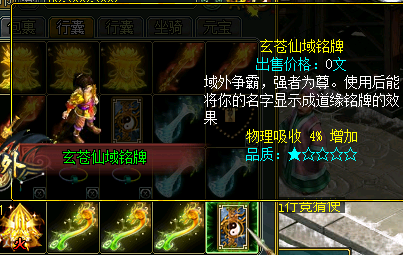 包裹 行囊 行囊 坐骑 元宝
玄苍仙域铭牌
出售价格：0文
域外争霸，强者为尊。使用后能
将你的名字显示成道缘铭牌的效
果
物理吸收 4% 增加
玄苍仙域铭牌
品质：★☆☆☆☆☆